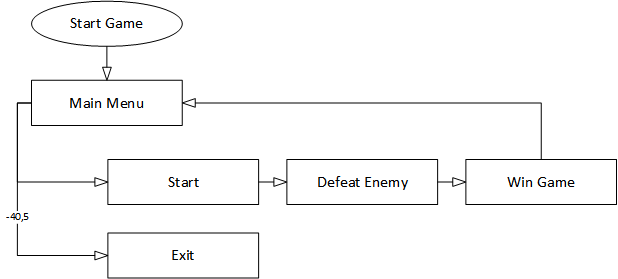 Start Game
Main Menu
Start
Defeat Enemy
Win Game
-40,5
Exit